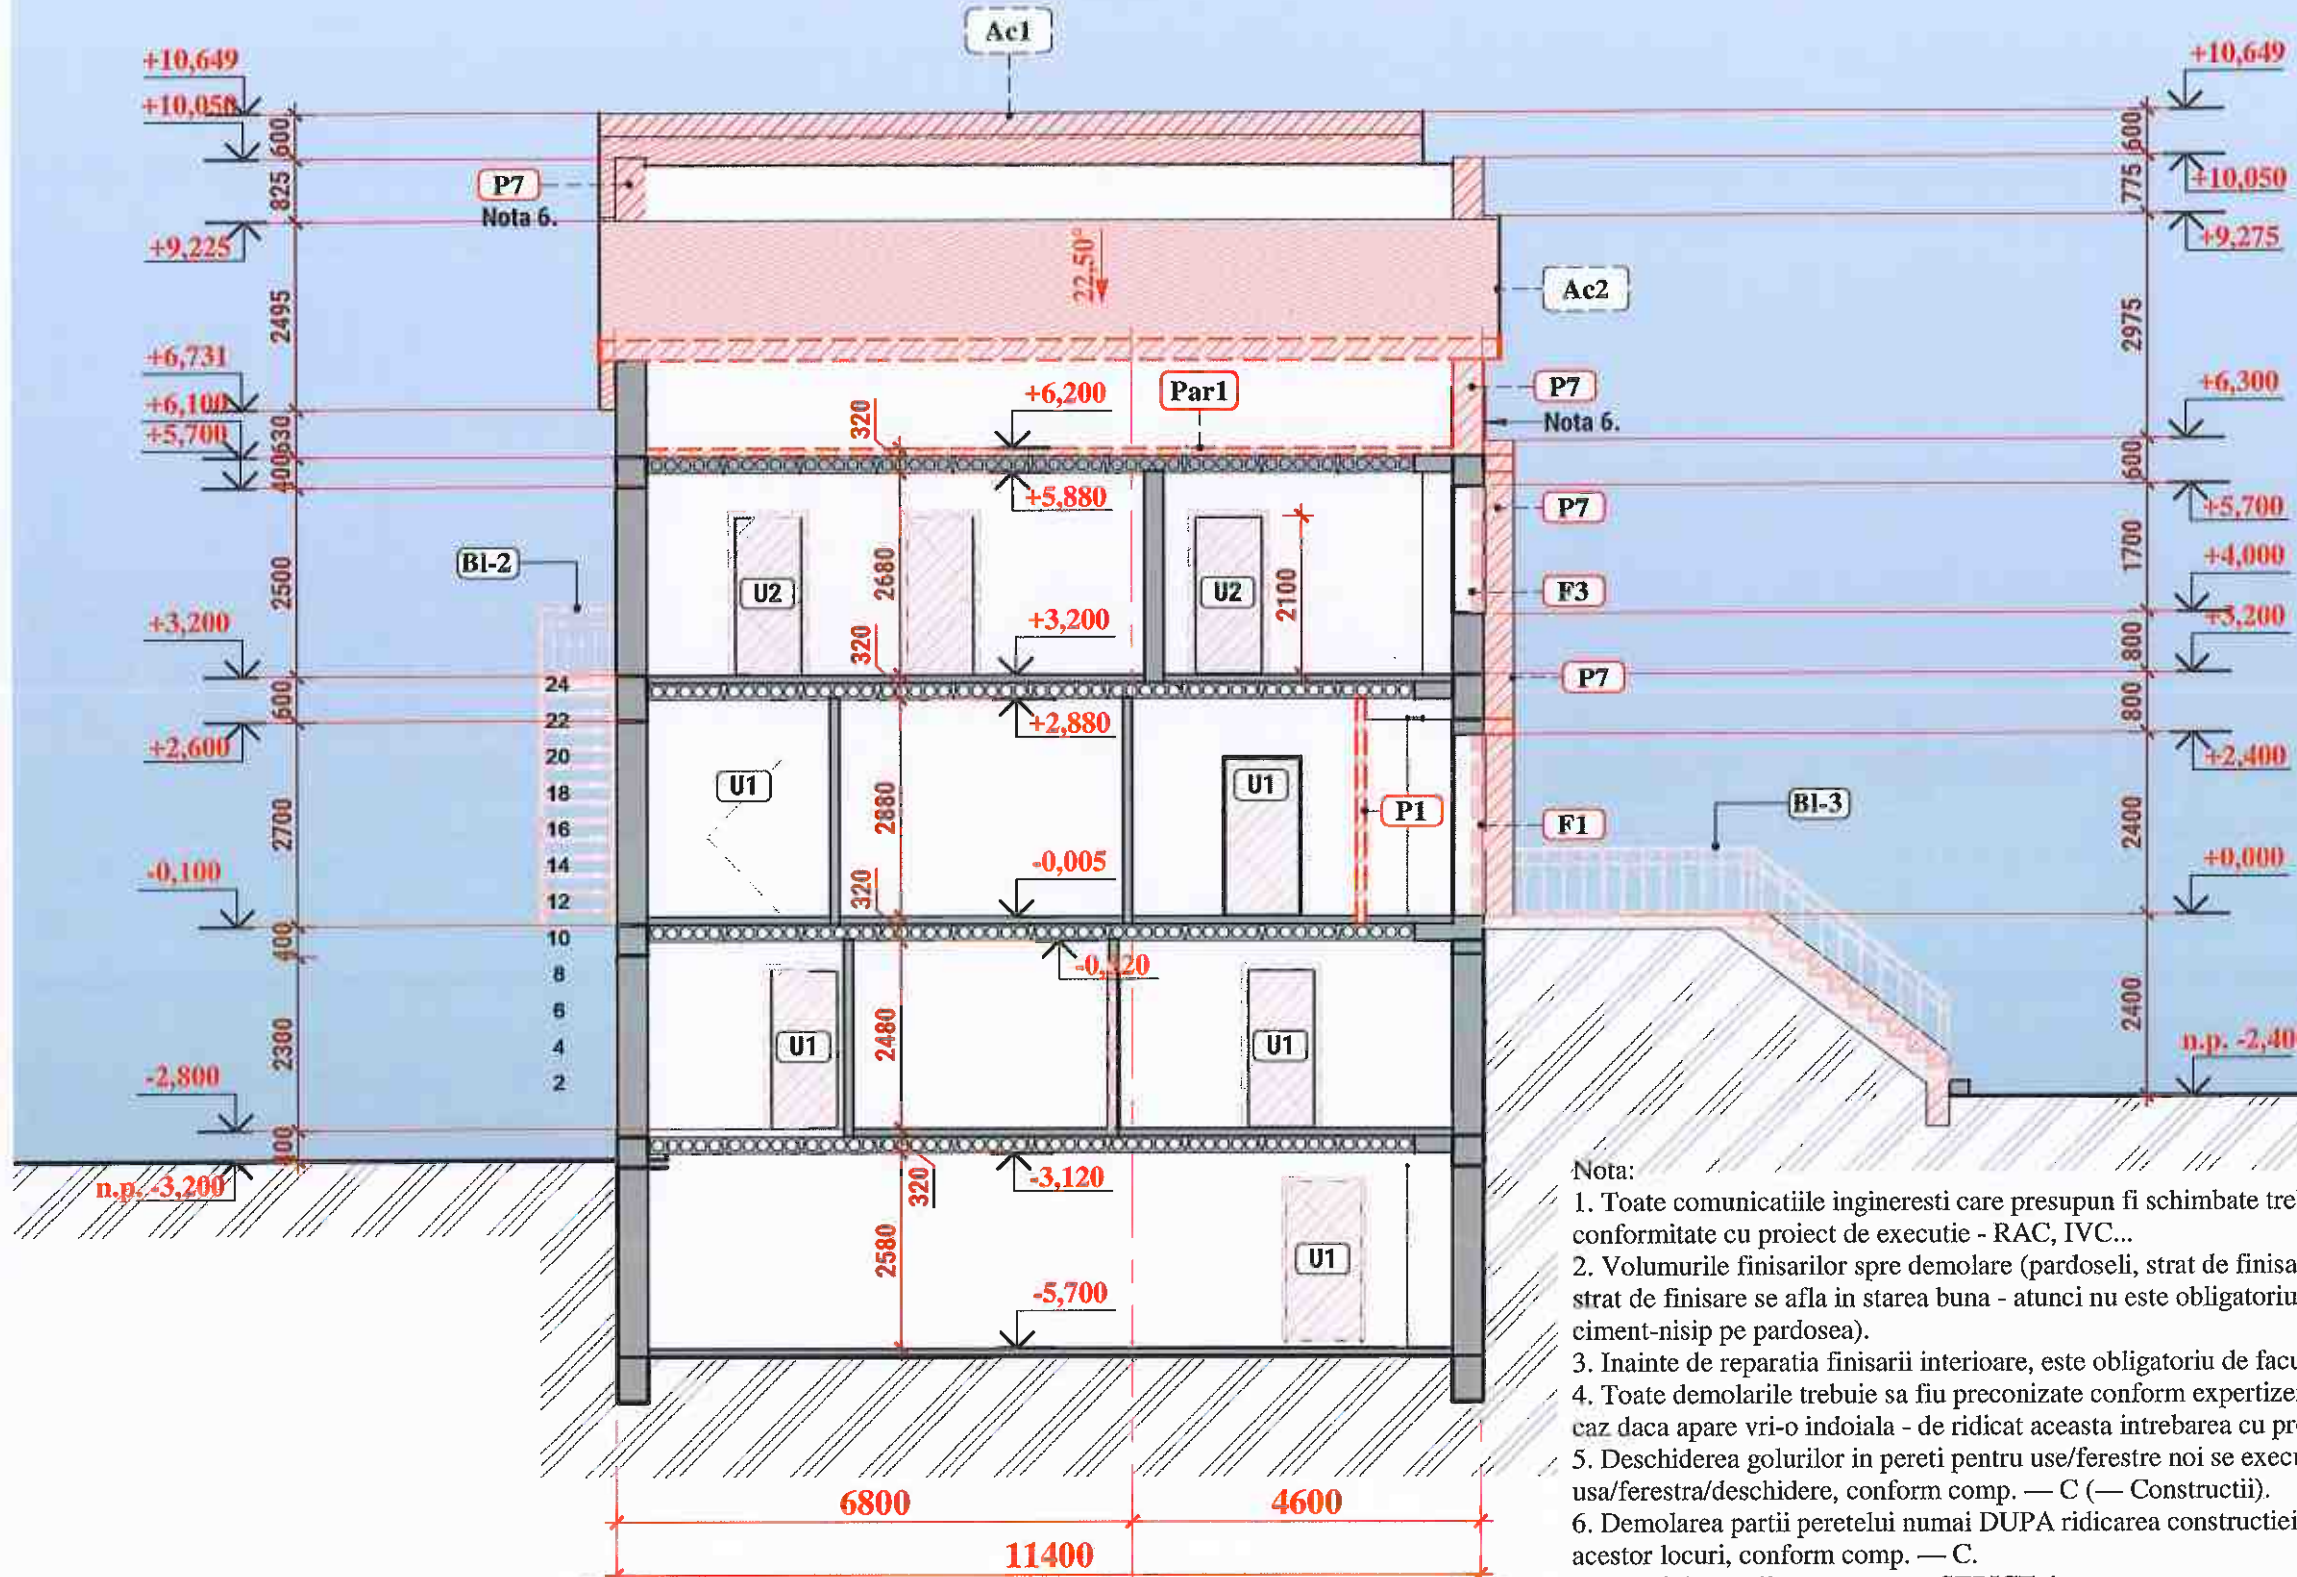 Ac1
+10,649
+10,050
600
825
P7
Nota 6.
+9,225
2495
+6,731
+6,100
+5,700
630
400
2500
Bl-2
+3,200
600
+2,600
2700
-0,100
400
2300
-2,800
400
n.p. -3,200
24
22
20
18
16
14
12
10
8
6
4
2
22,50°
+6,200
Par1
320
+5,880
U2
2680
U2
2100
+3,200
320
+2,880
U1
U1
2880
P1
-0,005
320
-0,120
U1
2480
U1
320
-3,120
2580
U1
-5,700
6800
4600
11400
+10,649
600
+10,050
775
+9,275
Ac2
2975
P7
Nota 6.
+6,300
600
P7
+5,700
1700
F3
+4,000
+3,200
800
P7
800
+2,400
Bl-3
F1
2400
+0,000
2400
n.p. -2,40
Nota:
1. Toate comunicatiile ingineresti care presupun fi schimbate tre
conformitate cu proiect de executie - RAC, IVC...
2. Volumurile finisarilor spre demolare (pardoseli, strat de finisa
strat de finisare se afla in starea buna - atunci nu este obligatoriu
ciment-nisip pe pardosea).
3. Inainte de reparatia finisarii interioare, este obligatoriu de facu
4. Toate demolarile trebuie sa fiu preconizate conform expertize
caz daca apare vri-o indoiala - de ridicat aceasta intrebarea cu pr
5. Deschiderea golurilor in pereti pentru use/ferestre noi se exec
usa/ferestra/deschidere, conform comp. — C (— Constructii).
6. Demolarea partii peretelui numai DUPA ridicarea constructiei
acestor locuri, conform comp. — C.